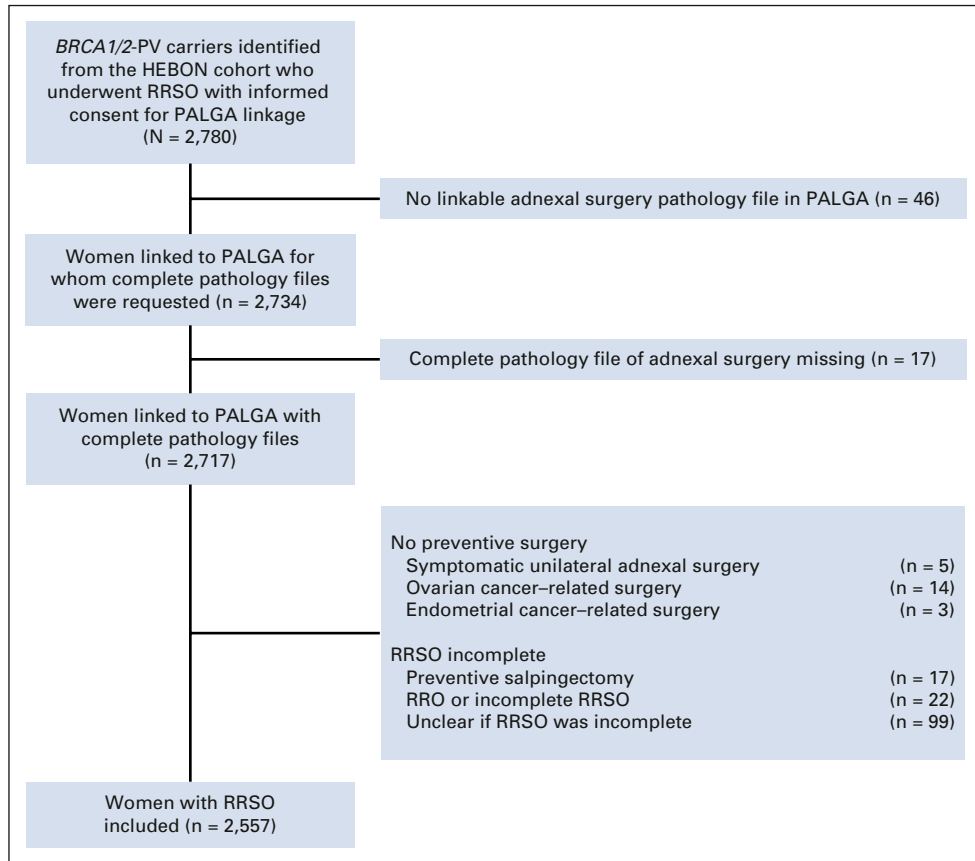 BRCA1/2-PV carriers identified
from the HEBON cohort who
underwent RRSO with informed
consent for PALGA linkage
(N = 2,780)
No linkable adnexal surgery pathology file in PALGA (n = 46)
Women linked to PALGA for
whom complete pathology files
were requested (n = 2,734)
Complete pathology file of adnexal surgery missing (n = 17)
Women linked to PALGA with
complete pathology files
(n = 2,717)
No preventive surgery
Symptomatic unilateral adnexal surgery (n = 5)
Ovarian cancer–related surgery (n = 14)
Endometrial cancer–related surgery (n = 3)
RRSO incomplete
Preventive salpingectomy (n = 17)
RRO or incomplete RRSO (n = 22)
Unclear if RRSO was incomplete (n = 99)
Women with RRSO
included (n = 2,557)